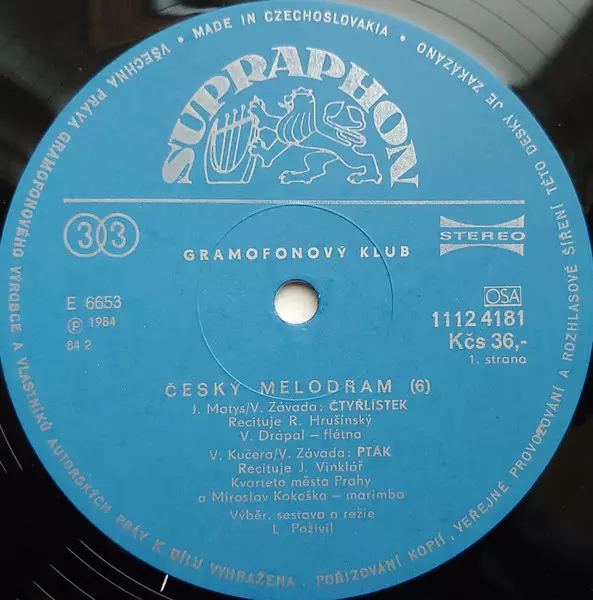 • MADE IN CZECHOSLOVAKIA •
VŠECHNA PRÁVA GRAMOFONOVÉHO VÝROBCE A VLASTNÍKŮ AUTORSKÝCH PRÁV K DÍLU VYHRAZENA. POŘIZOVÁNÍ KOPIÍ, VEŘEJNÉ PROVOZOVÁNÍ A ROZHLASOVÉ ŠÍŘENÍ TÉTO DESKY JE ZAKÁZÁNO
SUPRAPHON
33
STEREO
GRAMOFONOVÝ KLUB
E 6653
Ⓟ 1984
84 2
OSA
1112 4181
Kčs 36,-
1. strana
ČESKÝ MELODRAM (6)
J. Matys/V. Závada: ČTYŘLÍSTEK
Recituje R. Hrušínský
V. Drápal – flétna
V. Kučera/V. Závada: PTÁK
Recituje J. Vinklář
Kvarteto města Prahy
a Miroslav Kokoška – marimba
Výběr, sestava a režie
L. Poživil